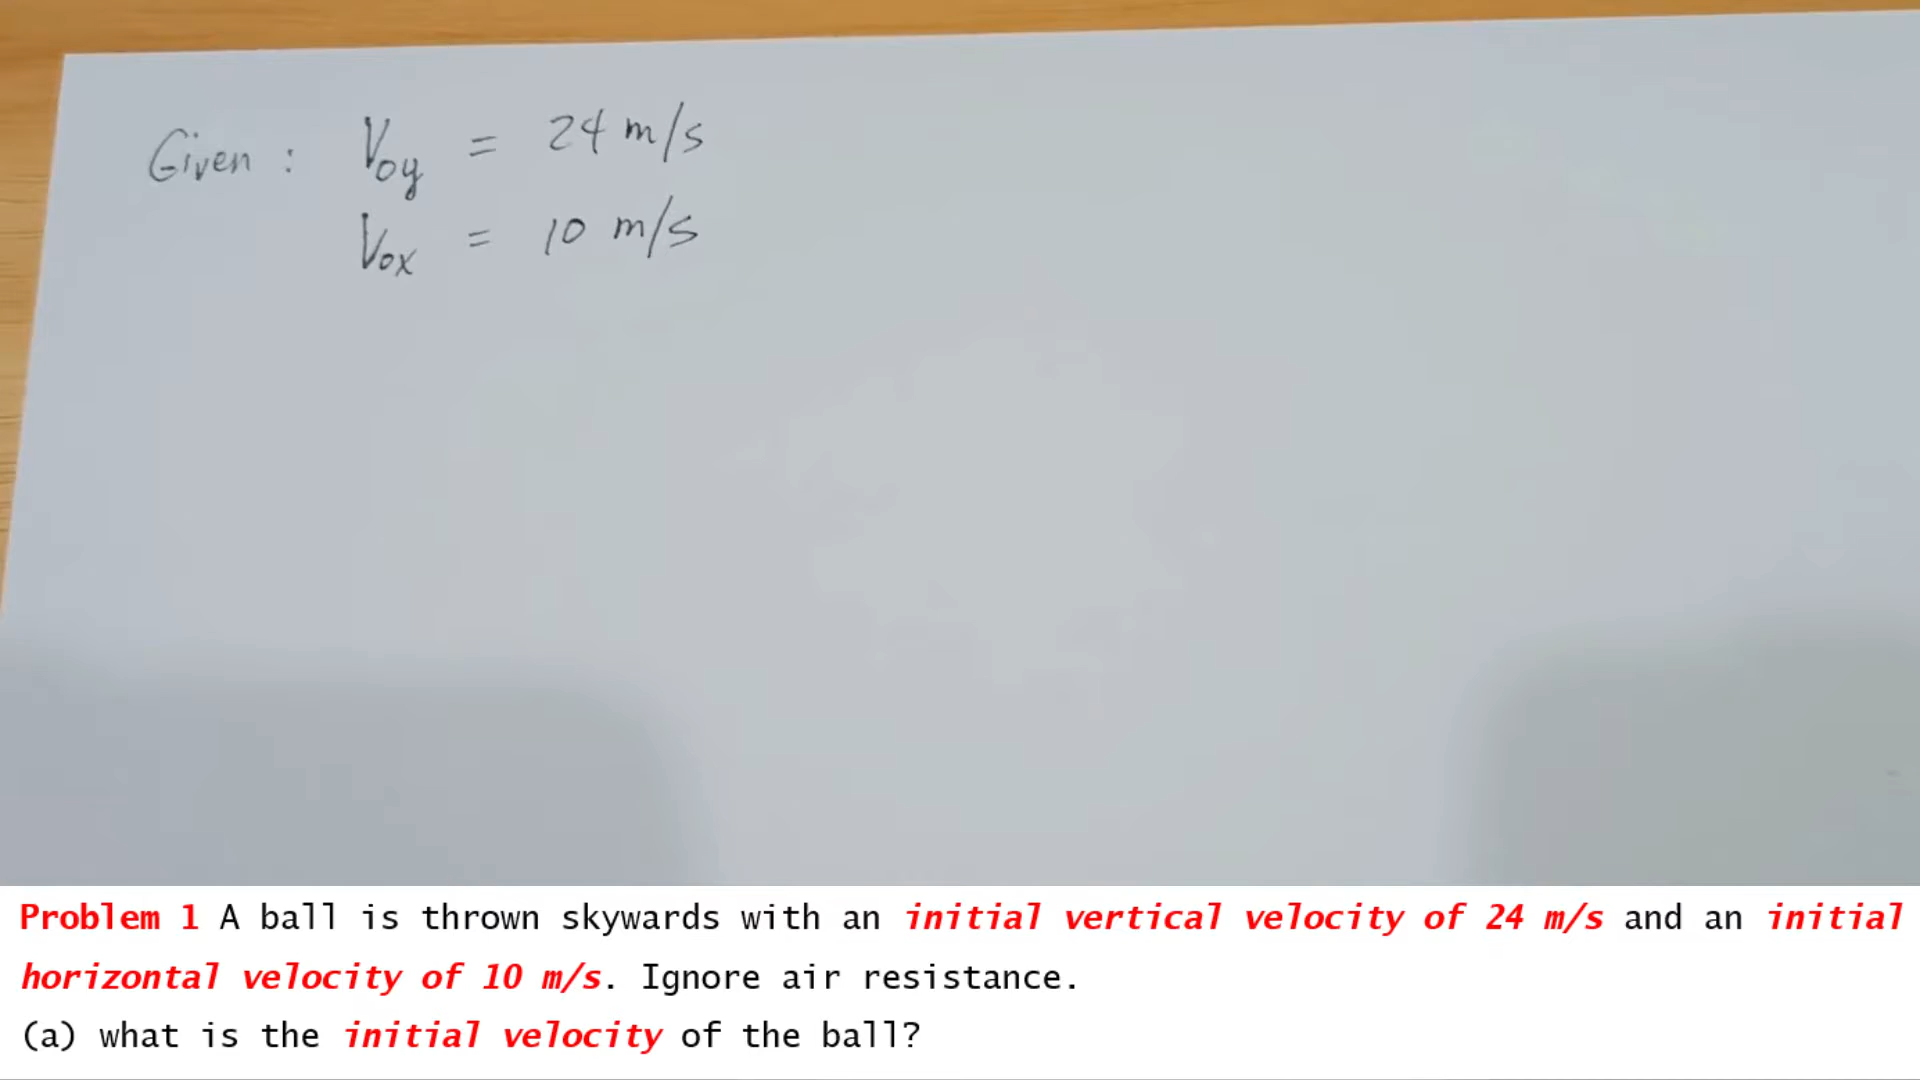 Given : Voy = 24 m/s
Vox = 10 m/s
Problem 1 A ball is thrown skywards with an initial vertical velocity of 24 m/s and an initial
horizontal velocity of 10 m/s. Ignore air resistance.
(a) what is the initial velocity of the ball?